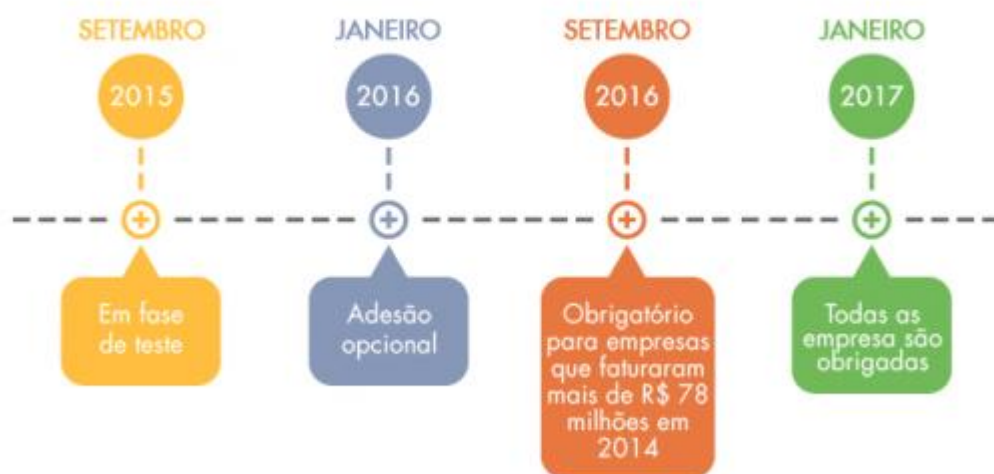 SETEMBRO
2015
Em fase
de teste
JANEIRO
2016
Adesão
opcional
SETEMBRO
2016
Obrigatório
para empresas
que faturaram
mais de R$ 78
milhões em
2014
JANEIRO
2017
Todas as
empresa são
obrigadas